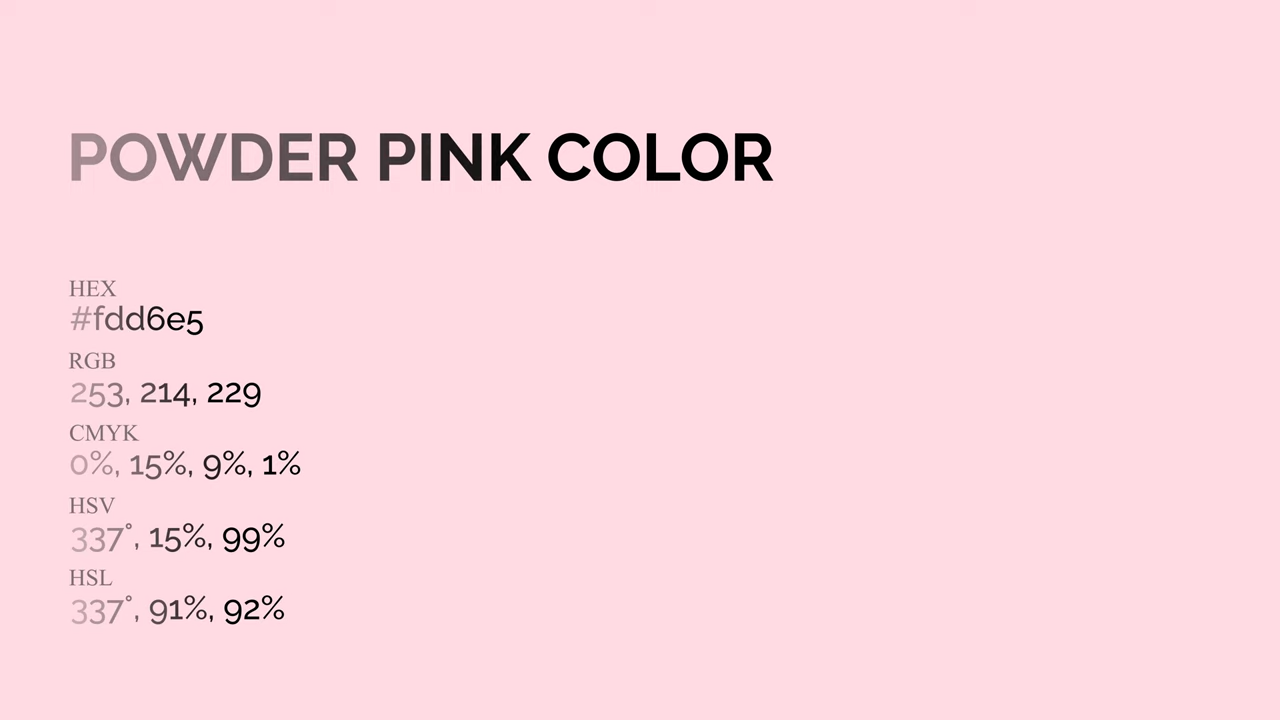 POWDER PINK COLOR
HEX
#fdd6e5
RGB
253, 214, 229
CMYK
0%, 15%, 9%, 1%
HSV
337°, 15%, 99%
HSL
337°, 91%, 92%